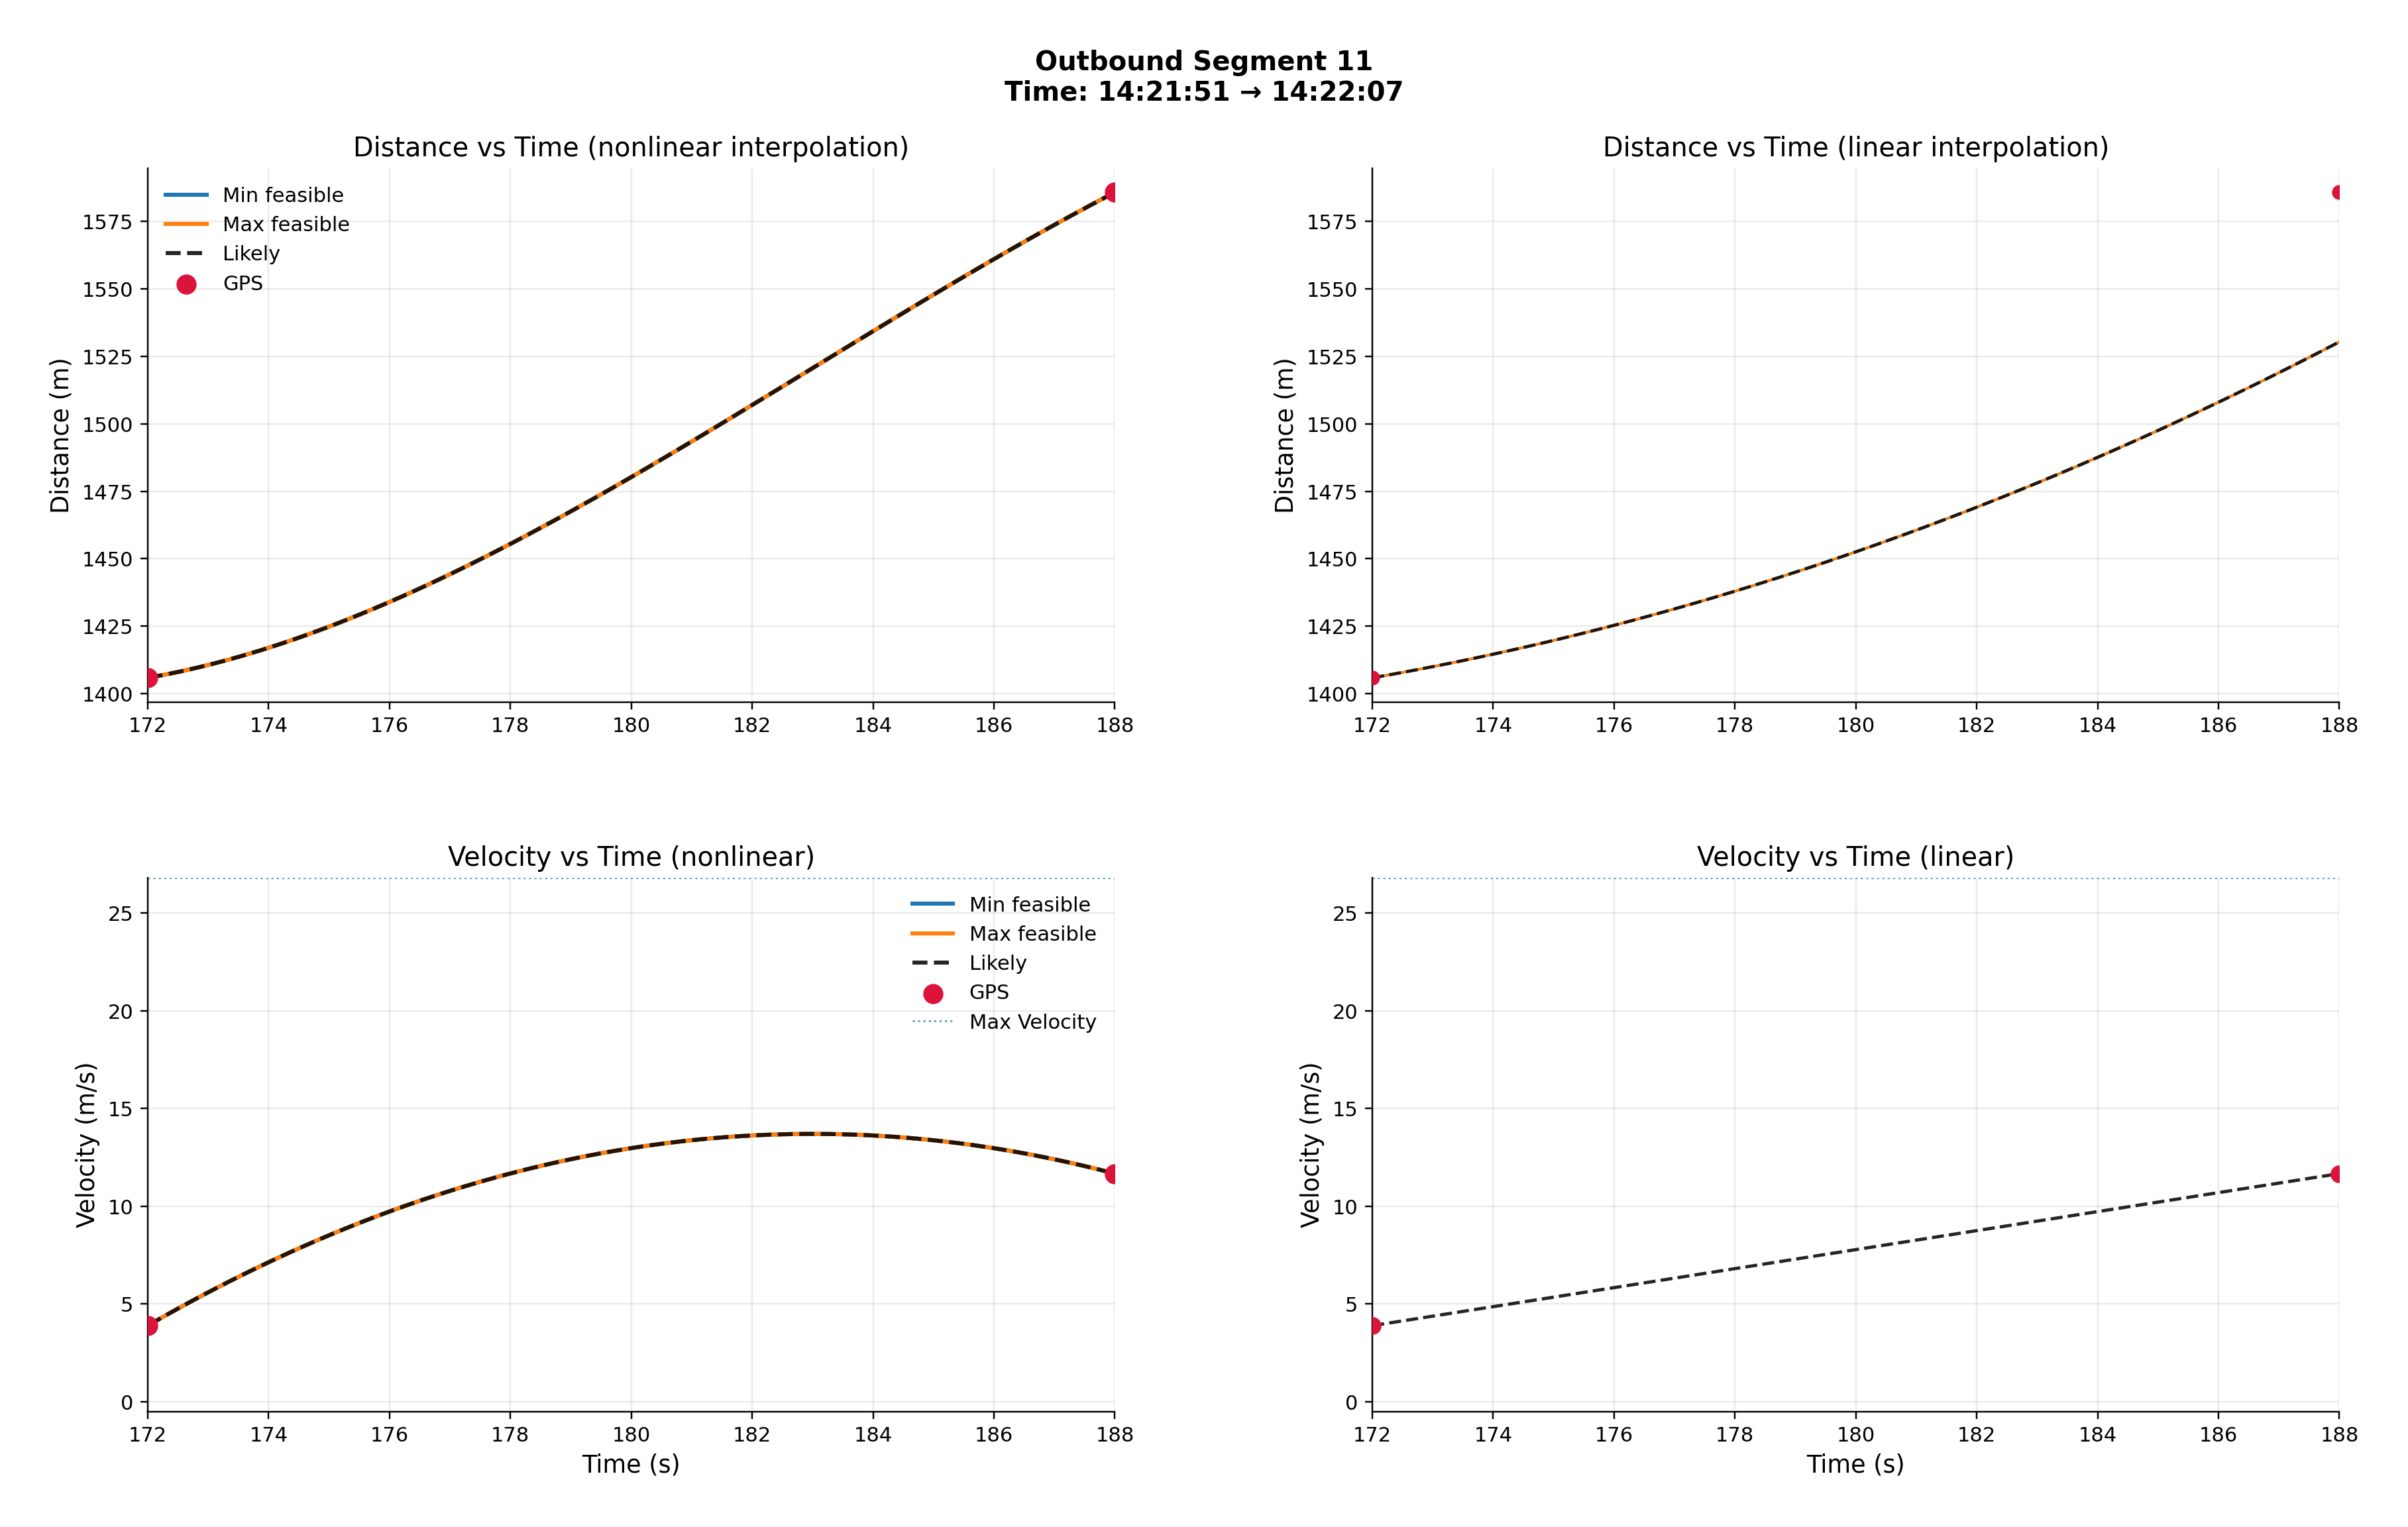 Outbound Segment 11
Time: 14:21:51 → 14:22:07
Distance vs Time (nonlinear interpolation)
Distance (m)
1575
1550
1525
1500
1475
1450
1425
1400
Min feasible
Max feasible
Likely
GPS
172 174 176 178 180 182 184 186 188
Distance vs Time (linear interpolation)
Distance (m)
1575
1550
1525
1500
1475
1450
1425
1400
172 174 176 178 180 182 184 186 188
Velocity vs Time (nonlinear)
Velocity (m/s)
25
20
15
10
5
0
Min feasible
Max feasible
Likely
GPS
Max Velocity
172 174 176 178 180 182 184 186 188
Time (s)
Velocity vs Time (linear)
Velocity (m/s)
25
20
15
10
5
0
172 174 176 178 180 182 184 186 188
Time (s)